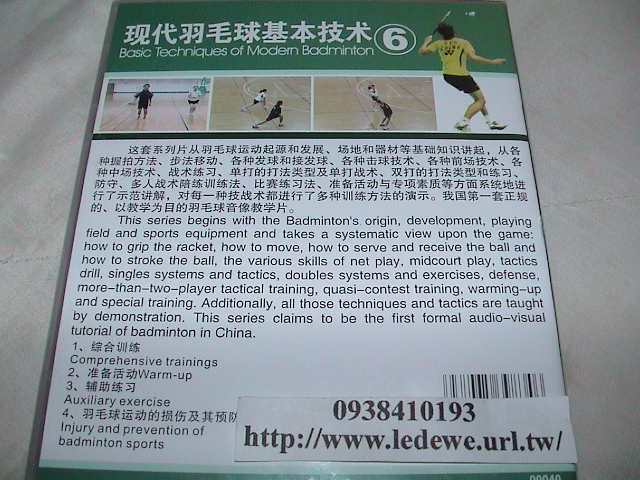 现代羽毛球基本技术 6
Basic Techniques of Modern Badminton
这套系列片从羽毛球运动起源和发展、场地和器材等基础知识讲起，从各
种握拍方法、步法移动、各种发球和接发球、各种击球技术、各种前场技术、各
种中场技术、战术练习、单打的打法类型及单打战术、双打的打法类型和练习、
防守、多人战术陪练训练法、比赛练习法、准备活动与专项素质等方面系统地进
行了示范讲解，对每一种技战术都进行了多种训练方法的演示。我国第一套正规
的、以教学为目的羽毛球音像教学片。
This series begins with the Badminton's origin, development, playing
field and sports equipment and takes a systematic view upon the game:
how to grip the racket, how to move, how to serve and receive the ball and
how to stroke the ball, the various skills of net play, midcourt play, tactics
drill, singles systems and tactics, doubles systems and exercises, defense,
more-than-two-player tactical training, quasi-contest training, warming-up
and special training. Additionally, all those techniques and tactics are taught
by demonstration. This series claims to be the first formal audio-visual
tutorial of badminton in China.
1、综合训练
Comprehensive trainings
2、准备活动Warm-up
3、辅助练习
Auxiliary exercise
4、羽毛球运动的损伤及其预防
Injury and prevention of
badminton sports
0938410193
http://www.ledewe.url.tw/